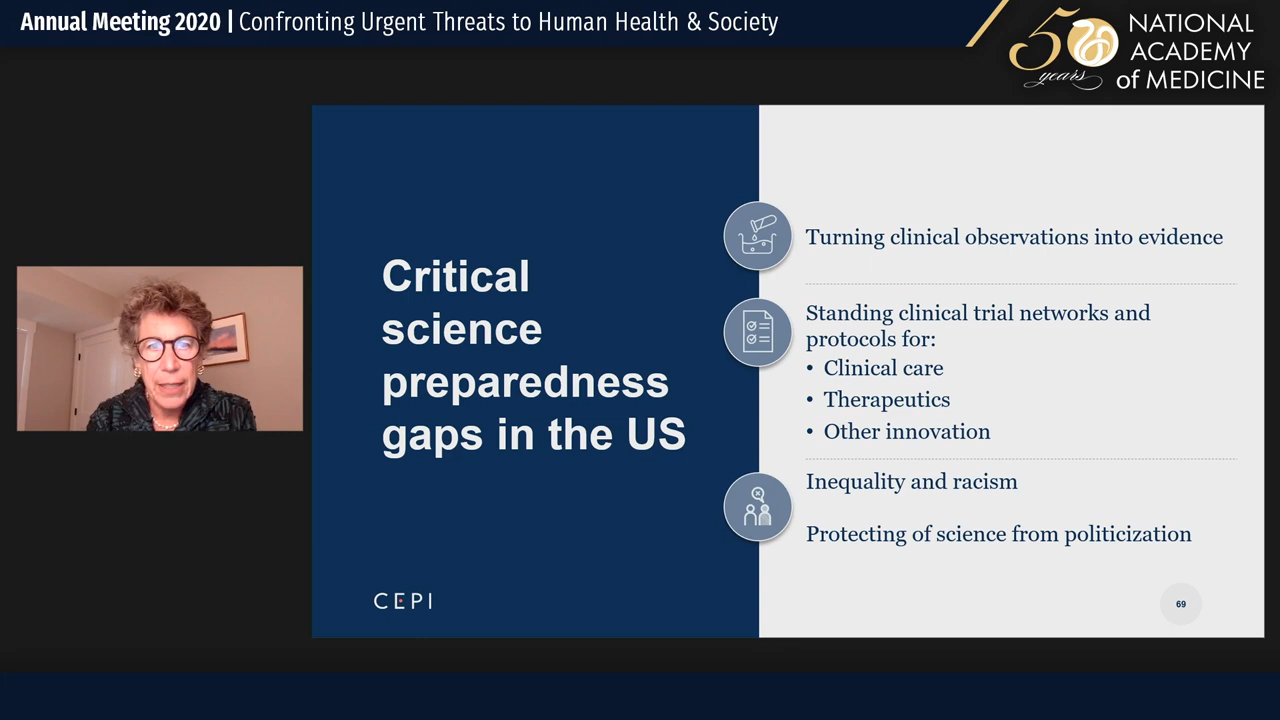 Annual Meeting 2020 | Confronting Urgent Threats to Human Health & Society
50 years
NATIONAL
ACADEMY
of MEDICINE
Critical
science
preparedness
gaps in the US
CEPI
Turning clinical observations into evidence
Standing clinical trial networks and
protocols for:
• Clinical care
• Therapeutics
• Other innovation
Inequality and racism
Protecting of science from politicization
69